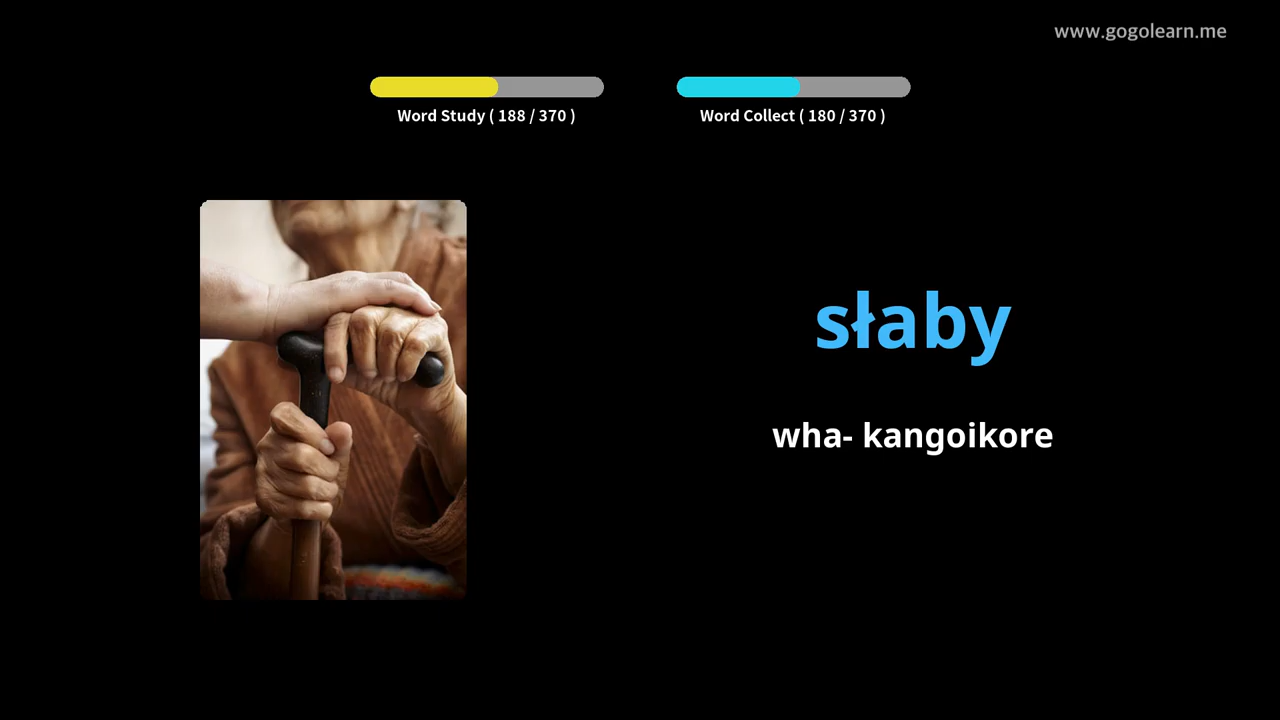 www.gogolearn.me
Word Study ( 188 / 370 )
Word Collect ( 180 / 370 )
słaby
wha- kangoikore